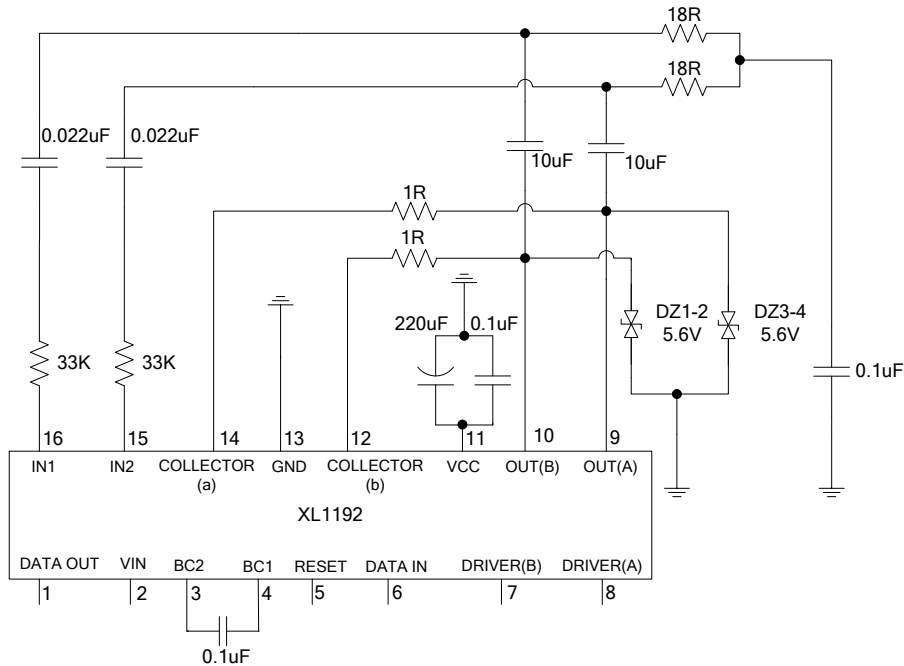 18R
18R
0.022uF
0.022uF
10uF
10uF
1R
1R
220uF
0.1uF
DZ1-2
5.6V
DZ3-4
5.6V
33K
33K
0.1uF
16
15
14
13
12
11
10
9
IN1
IN2
COLLECTOR
(a)
GND
COLLECTOR
(b)
VCC
OUT(B)
OUT(A)
XL1192
DATA OUT
VIN
BC2
BC1
RESET
DATA IN
DRIVER(B)
DRIVER(A)
1
2
3
4
5
6
7
8
0.1uF